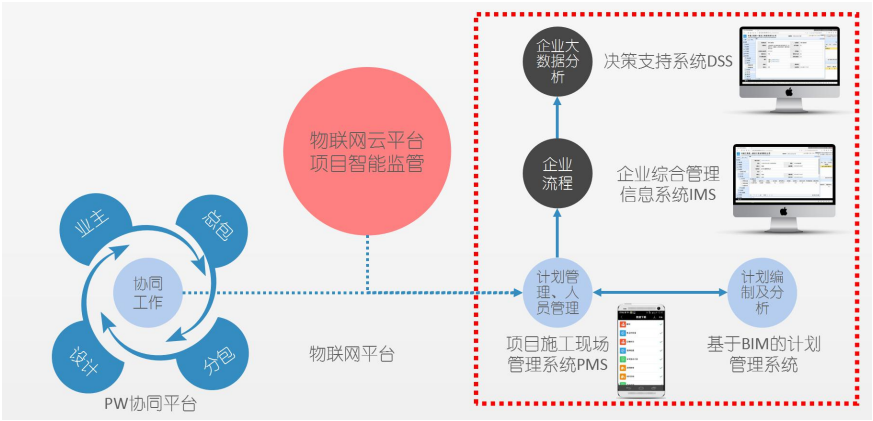 企业大
数据分
析
决策支持系统DSS
物联网云平台
项目智能监管
企业
流程
企业综合管理
信息系统IMS
业主
总包
协同
工作
设计
分包
计划管
理、人
员管理
计划编
制及分
析
物联网平台
项目施工现场
管理系统PMS
基于BIM的计划
管理系统
PW协同平台